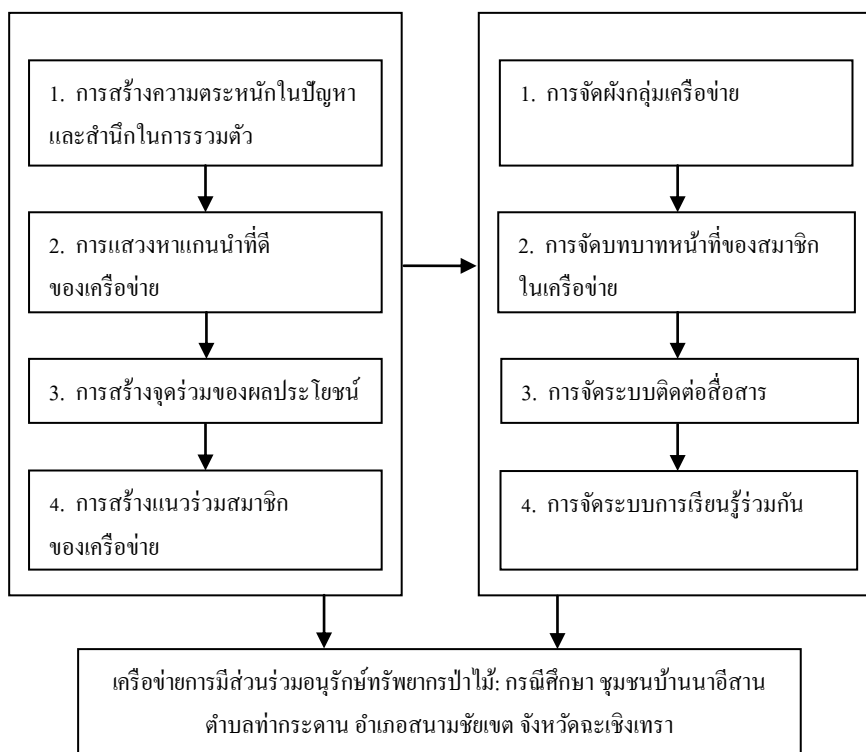 1. การสร้างความตระหนักในปัญหา
และสำนึกในการรวมตัว
2. การแสวงหาแกนนำที่ดี
ของเครือข่าย
3. การสร้างจุดร่วมของผลประโยชน์
4. การสร้างแนวร่วมสมาชิก
ของเครือข่าย
1. การจัดผังกลุ่มเครือข่าย
2. การจัดบทบาทหน้าที่ของสมาชิก
ในเครือข่าย
3. การจัดระบบติดต่อสื่อสาร
4. การจัดระบบการเรียนรู้ร่วมกัน
เครือข่ายการมีส่วนร่วมอนุรักษ์ทรัพยากรป่าไม้: กรณีศึกษา ชุมชนบ้านนาอีสาน
ตำบลท่ากระดาน อำเภอสนามชัยเขต จังหวัดฉะเชิงเทรา